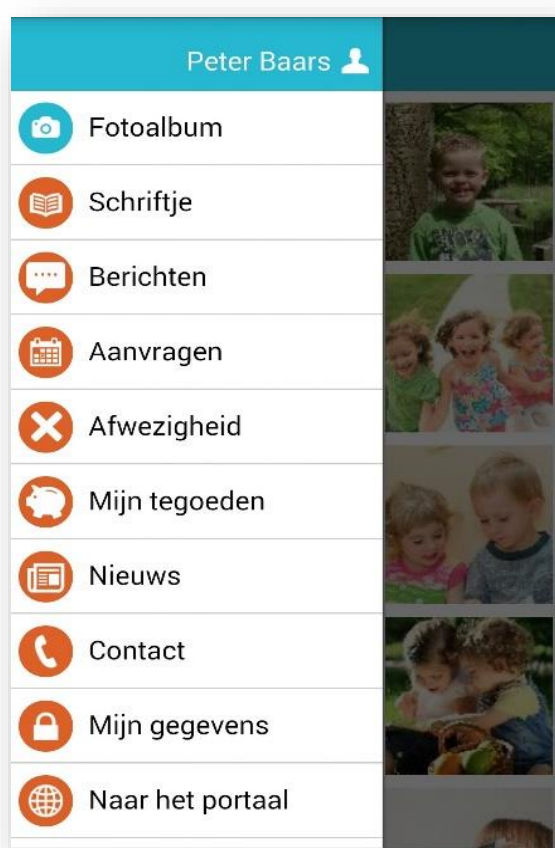 Peter Baars
Fotoalbum
Schriftje
Berichten
Aanvragen
Afwezigheid
Mijn tegoeden
Nieuws
Contact
Mijn gegevens
Naar het portaal